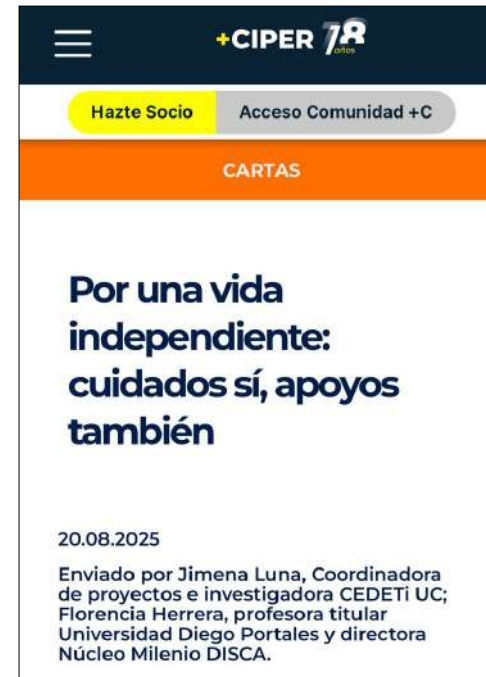 +CIPER 18 años
Hazte Socio
Acceso Comunidad +C
CARTAS
Por una vida
independiente:
cuidados sí, apoyos
también
20.08.2025
Enviado por Jimena Luna, Coordinadora
de proyectos e investigadora CEDETi UC;
Florencia Herrera, profesora titular
Universidad Diego Portales y directora
Núcleo Milenio DISCA.